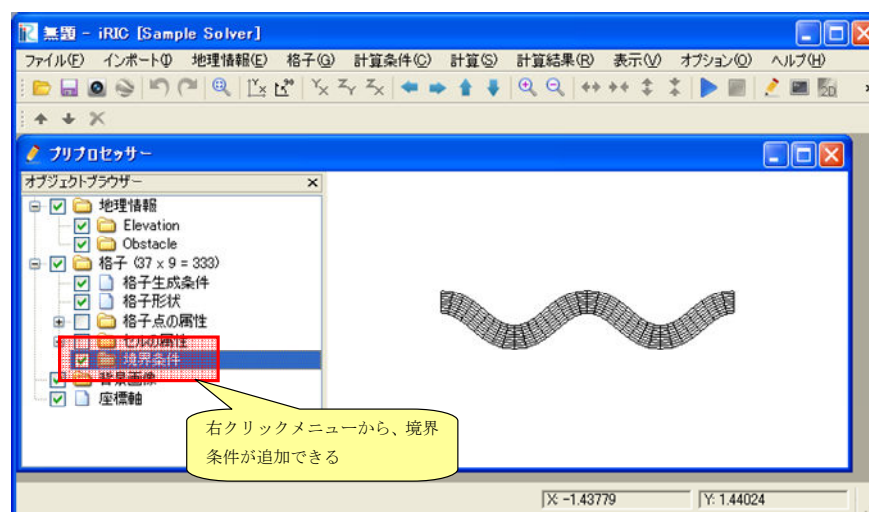 無題 - iRIC [Sample Solver]
ファイル(F) インポート(I) 地理情報(E) 格子(G) 計算条件(C) 計算(S) 計算結果(R) 表示(V) オプション(O) ヘルプ(H)
プリプロセッサー
オブジェクトブラウザー
地理情報
Elevation
Obstacle
格子 (37 x 9 = 333)
格子生成条件
格子形状
格子点の属性
セルの属性
境界条件
背景画像
座標軸
右クリックメニューから、境界
条件が追加できる
X: -1.43779 Y: 1.44024